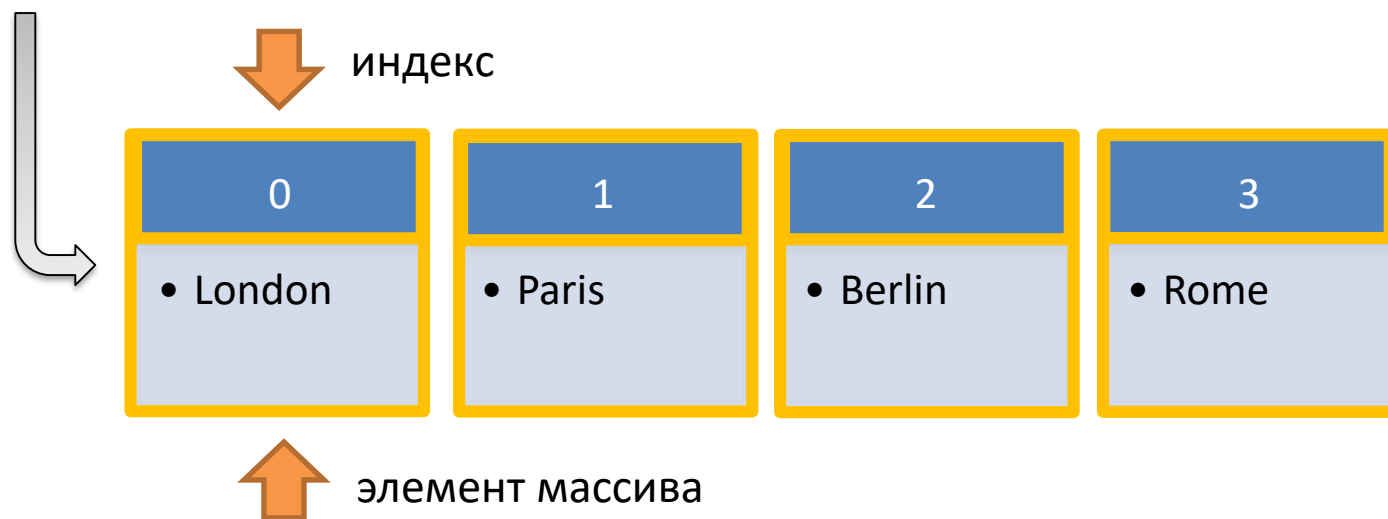 индекс
0 1 2 3
• London • Paris • Berlin • Rome
элемент массива